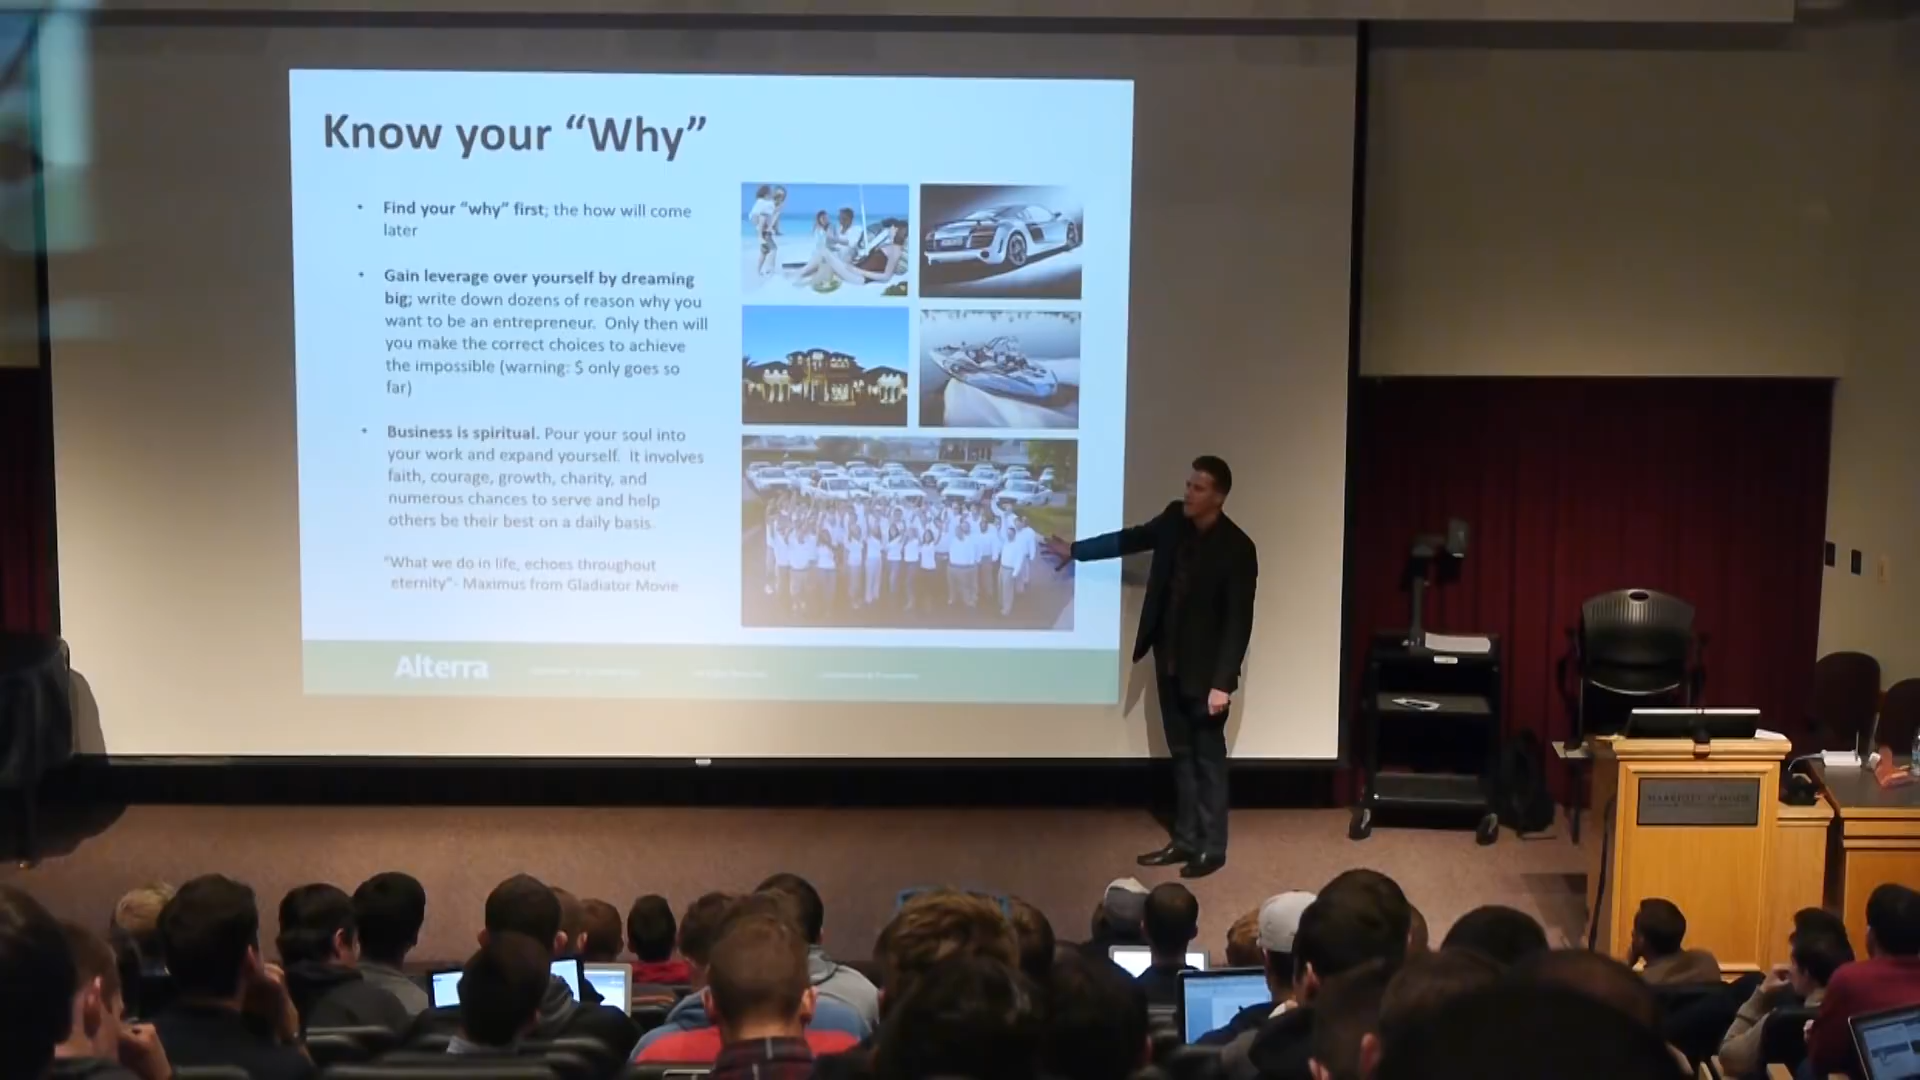 Know your “Why”
• Find your “why” first; the how will come
later
• Gain leverage over yourself by dreaming
big; write down dozens of reason why you
want to be an entrepreneur. Only then will
you make the correct choices to achieve
the impossible (warning: $ only goes so
far)
• Business is spiritual. Pour your soul into
your work and expand yourself. It involves
faith, courage, growth, charity, and
numerous chances to serve and help
others be their best on a daily basis.
“What we do in life, echoes throughout
eternity”- Maximus from Gladiator Movie
Alterra
MARRIOTT SCHOOL